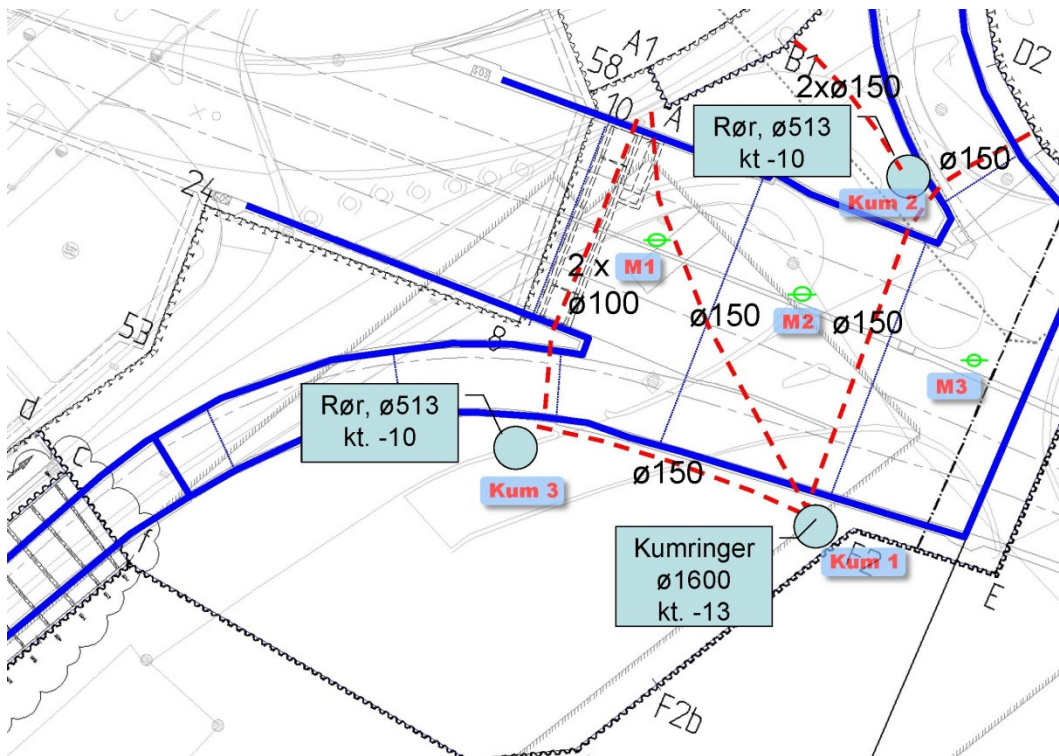 58
A1
B1
D2
2xø150
10
A
Rør, ø513
kt -10
ø150
24
Kum 2
M1
2 x
ø100
M2
ø150
ø150
53
8
M3
Rør, ø513
kt. -10
d
c
Kum 3
ø150
f
Kumringer
ø1600
kt. -13
Kum 1
E
F2b